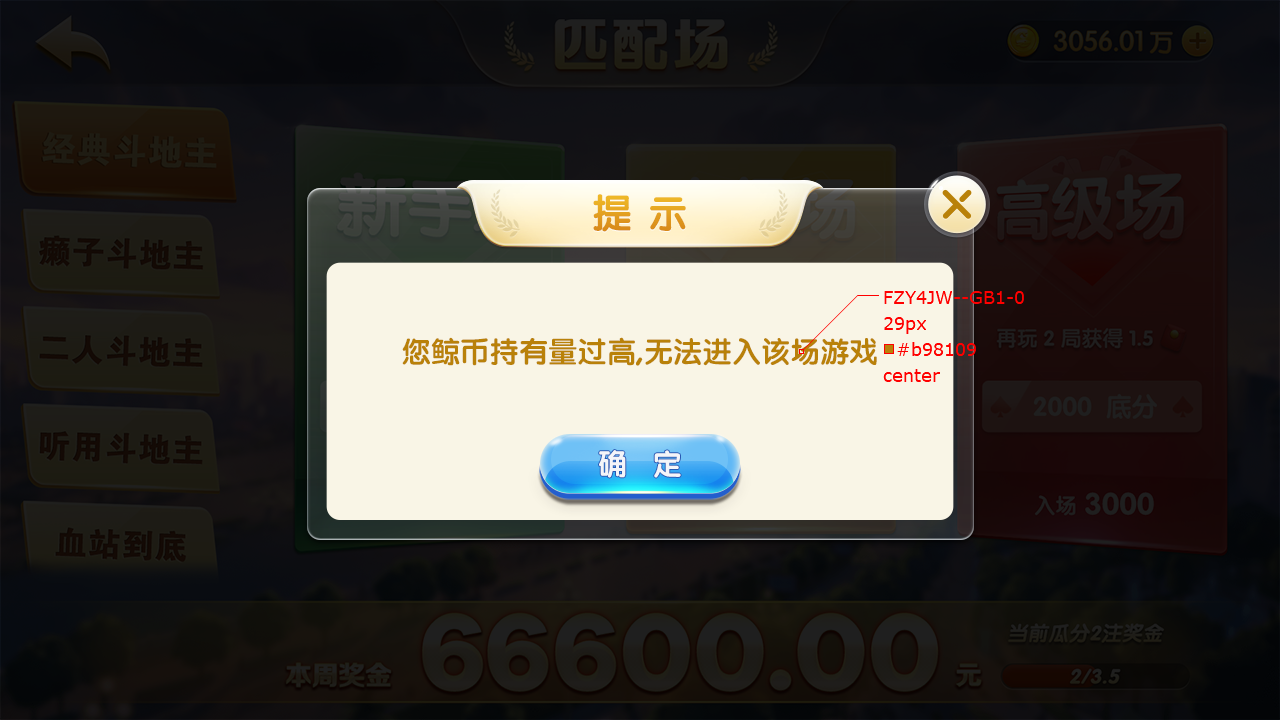 匹配场
3056.01万
经典斗地主
癞子斗地主
二人斗地主
听用斗地主
血站到底
新手
场
高级场
提 示
您鲸币持有量过高,无法进入该场游戏
FZY4JW--GB1-0
29px
#b98109
center
再玩 2 局获得 1.5
2000 底分
确 定
入场 3000
本周奖金
66600.00
元
当前瓜分2注奖金
2/3.5